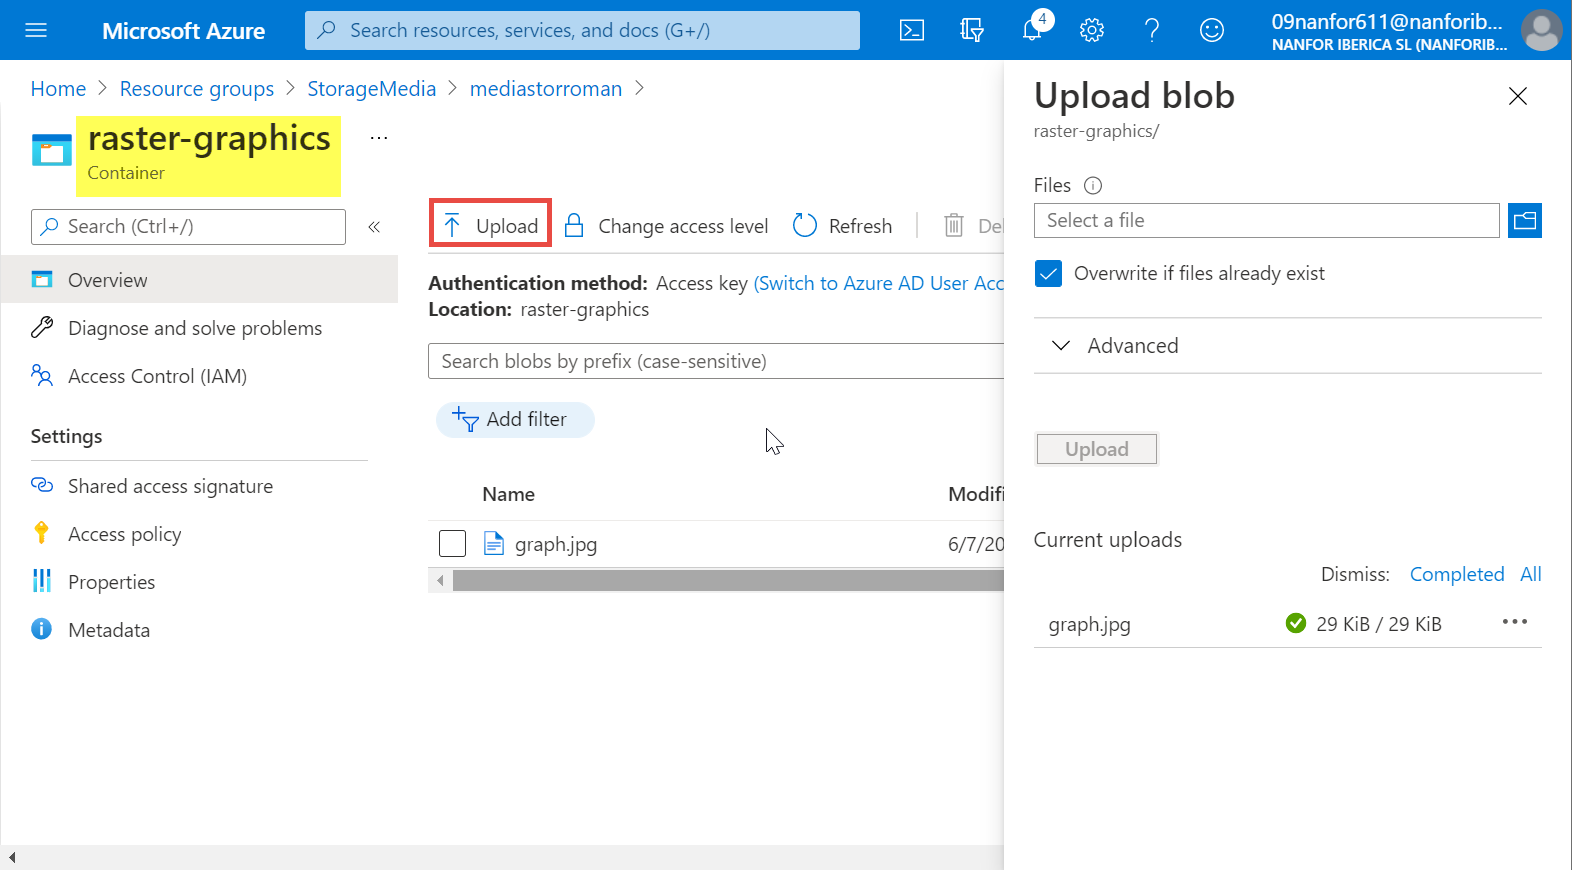 Microsoft Azure
Search resources, services, and docs (G+/)
4
09nanfor611@nanforib...
NANFOR IBERICA SL (NANFORIB...
Home > Resource groups > StorageMedia > mediastorroman >
raster-graphics
...
Container
Search (Ctrl+/)
«
Overview
Diagnose and solve problems
Access Control (IAM)
Settings
Shared access signature
Access policy
Properties
Metadata
Upload
Change access level
Refresh
Del
Authentication method: Access key (Switch to Azure AD User Acc
Location: raster-graphics
Search blobs by prefix (case-sensitive)
Add filter
Name Modifi
graph.jpg 6/7/20
Upload blob
raster-graphics/
Files
Select a file
Overwrite if files already exist
Advanced
Upload
Current uploads
Dismiss: Completed All
graph.jpg 29 KiB / 29 KiB ...